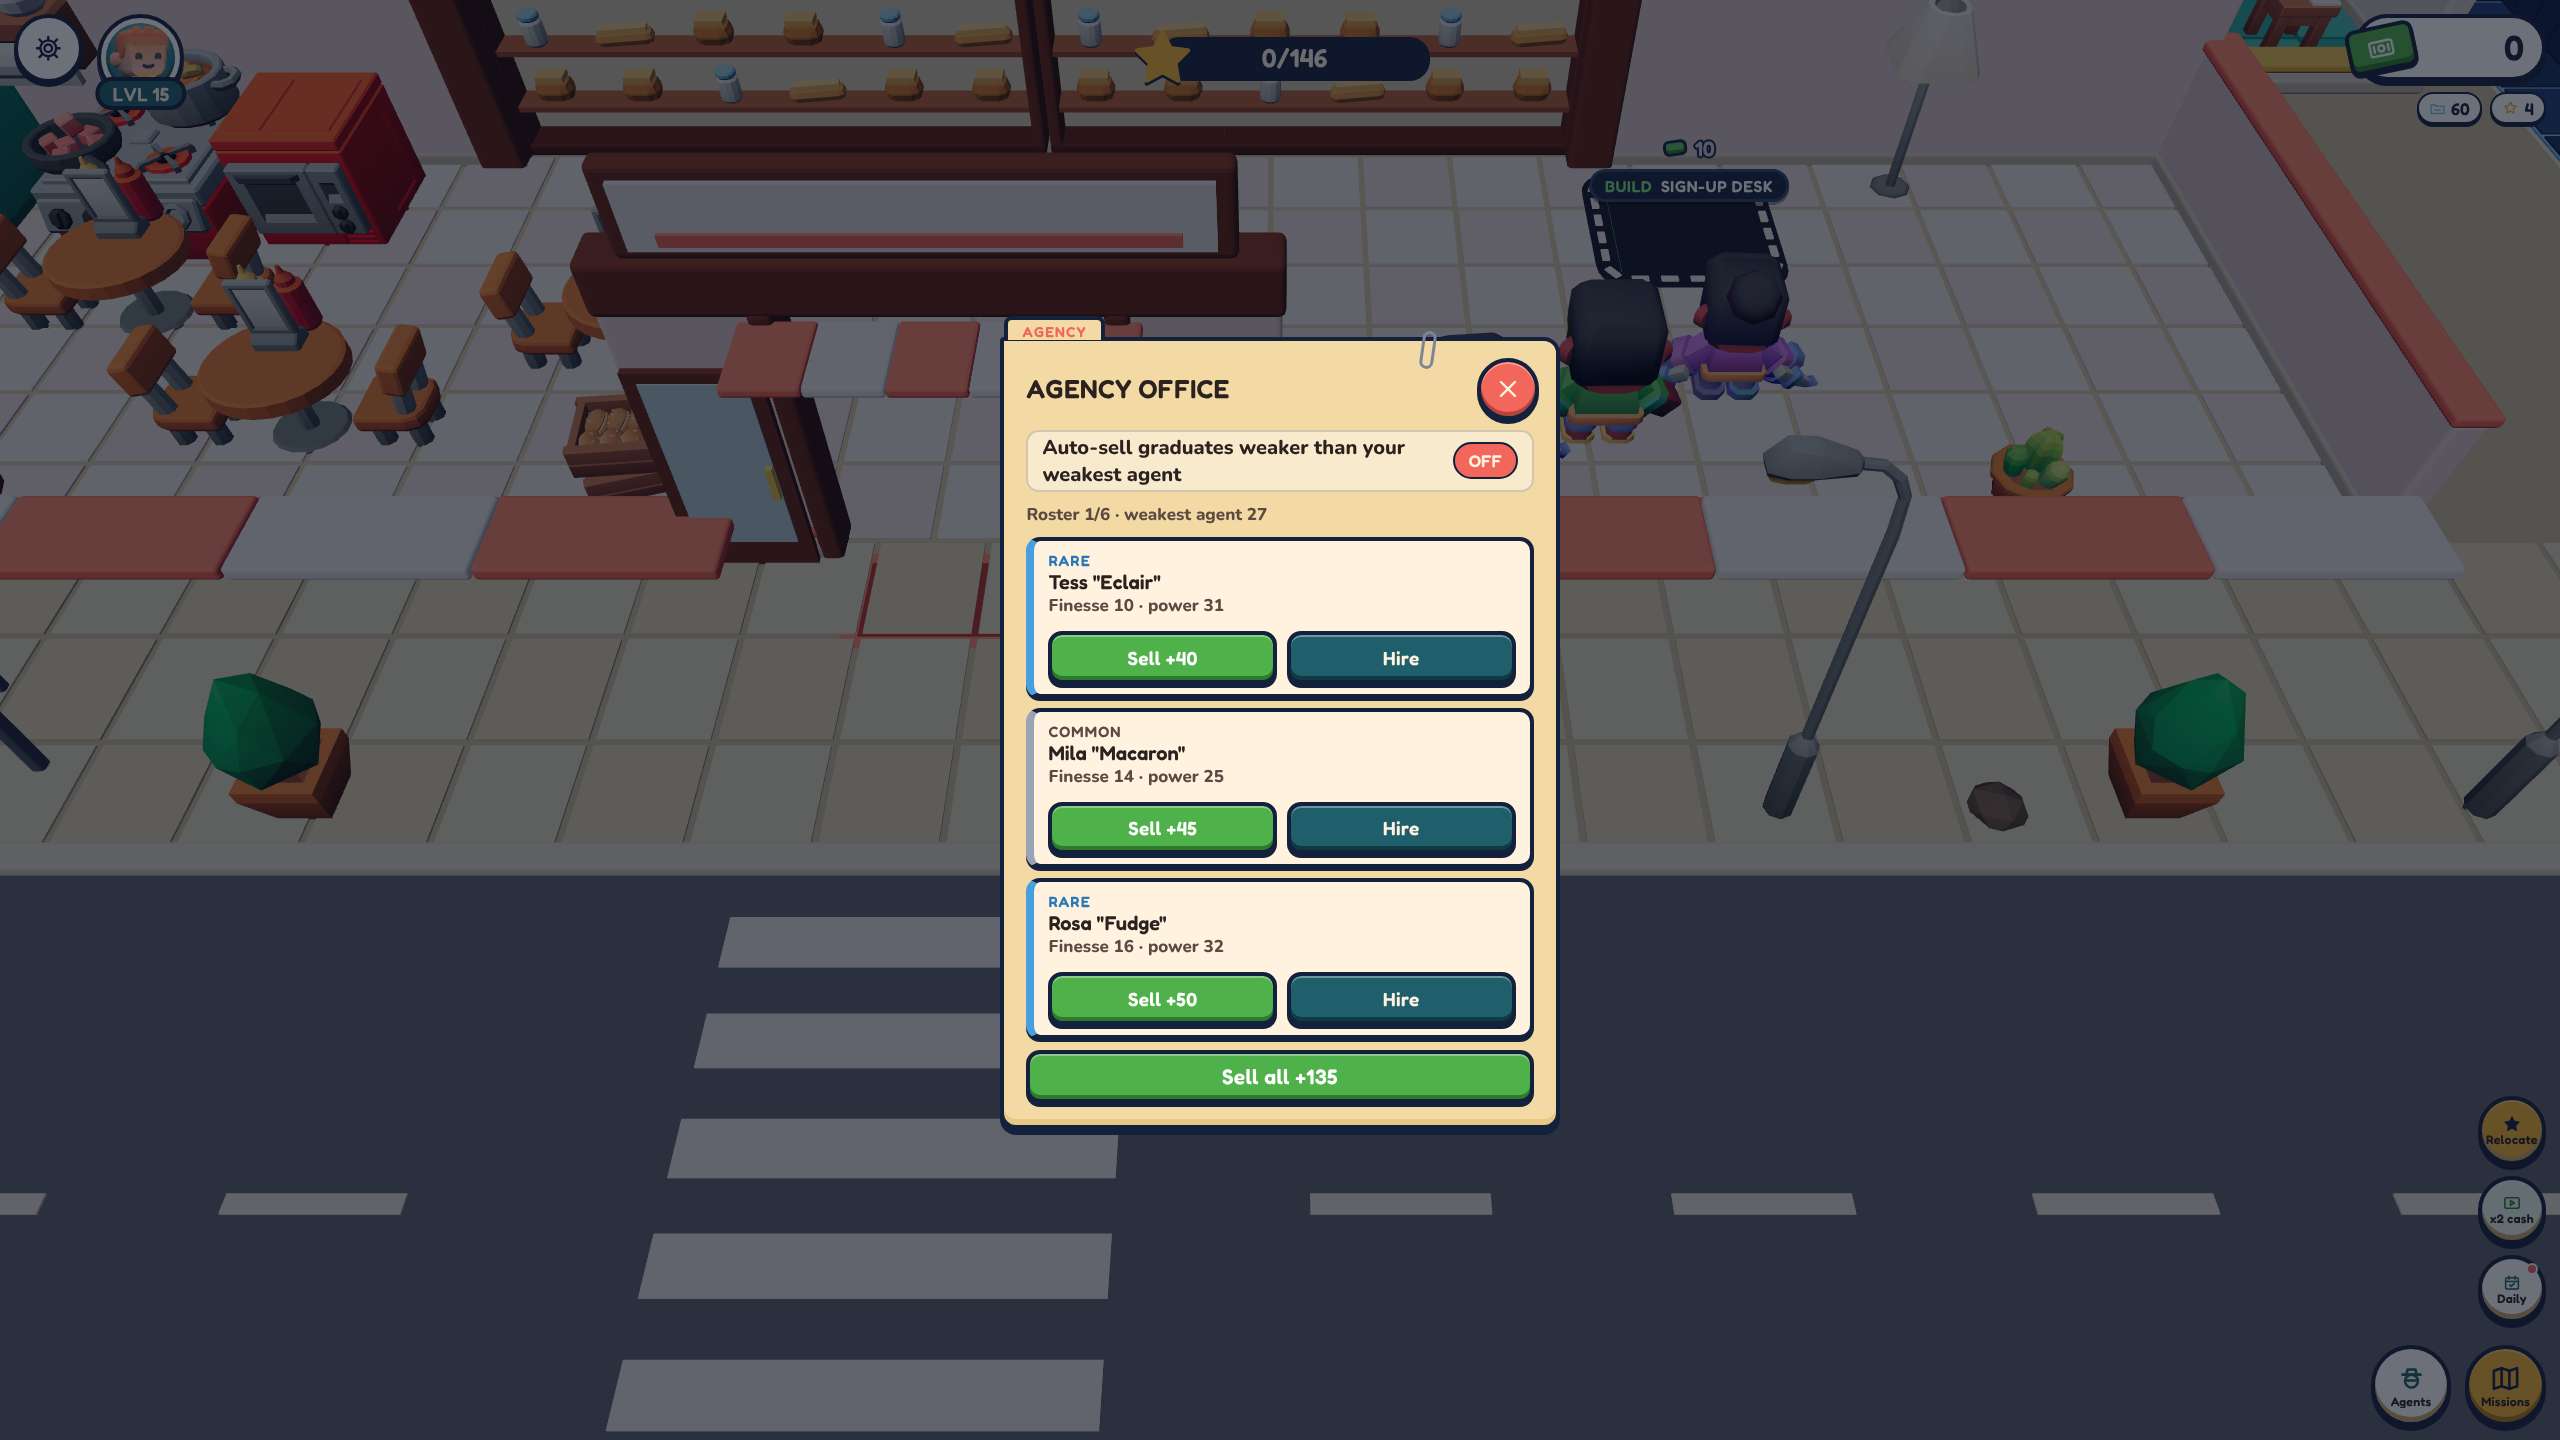 LVL 15
0/146
0
60
4
10
BUILD SIGN-UP DESK
AGENCY
AGENCY OFFICE
Auto-sell graduates weaker than your
weakest agent
OFF
Roster 1/6 · weakest agent 27
RARE
Tess "Eclair"
Finesse 10 · power 31
Sell +40
Hire
COMMON
Mila "Macaron"
Finesse 14 · power 25
Sell +45
Hire
RARE
Rosa "Fudge"
Finesse 16 · power 32
Sell +50
Hire
Sell all +135
Relocate
x2 cash
Daily
Agents
Missions